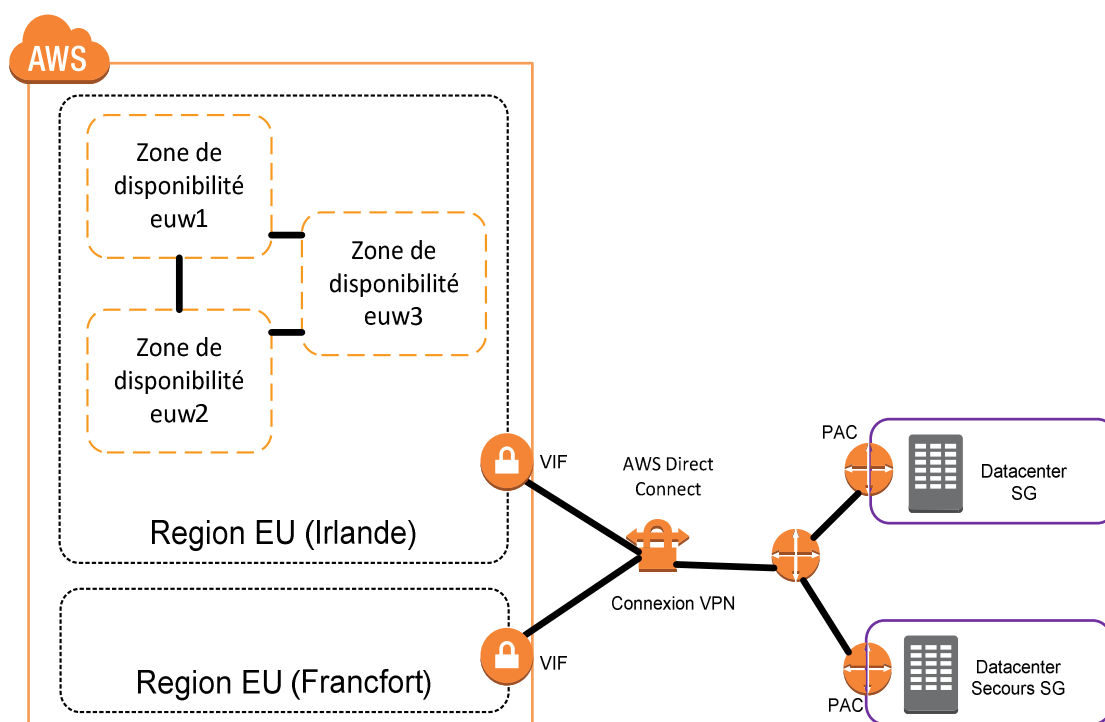 AWS
Zone de
disponibilité
euw1
Zone de
disponibilité
euw3
Zone de
disponibilité
euw2
Region EU (Irlande)
VIF
AWS Direct
Connect
Connexion VPN
PAC
Datacenter
SG
Region EU (Francfort)
VIF
PAC
Datacenter
Secours SG